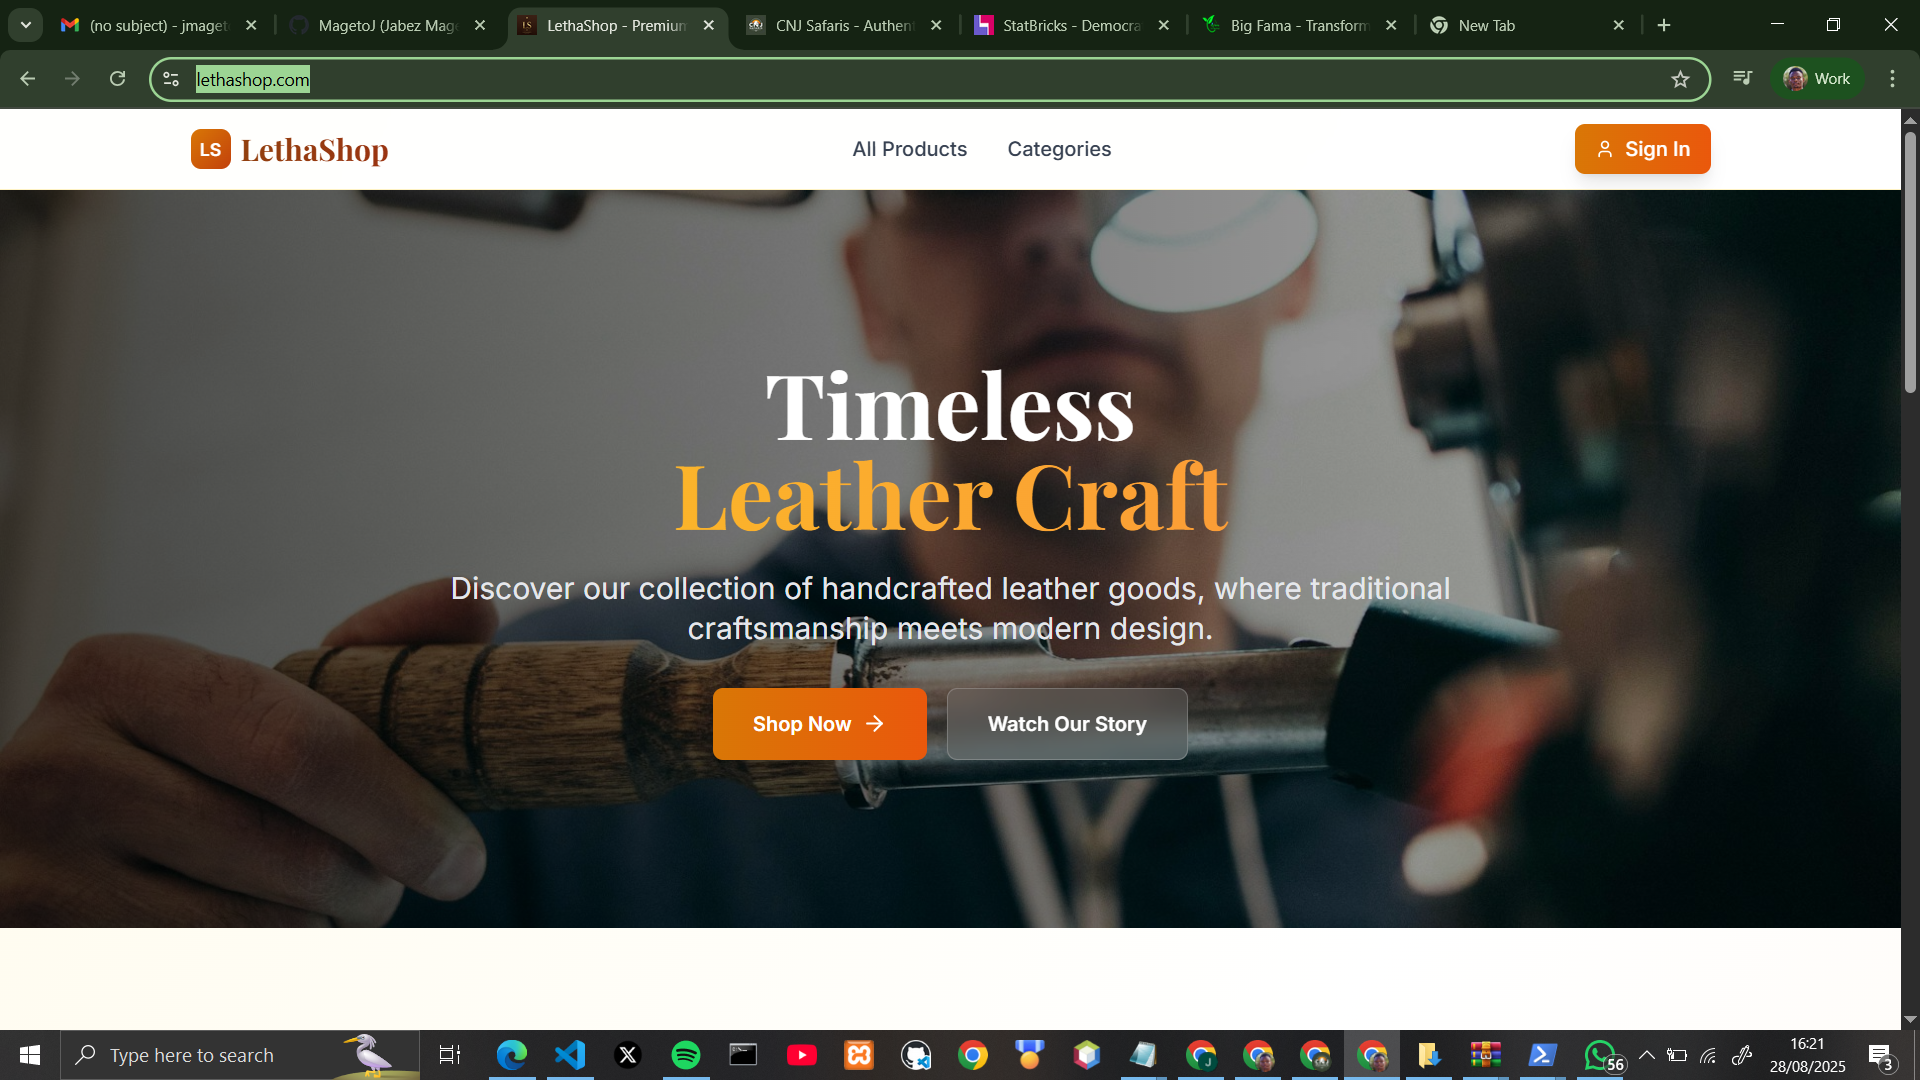 (no subject) - jmaget
MagetoJ (Jabez Mag
LethaShop - Premium
CNJ Safaris - Authen
StatBricks - Democra
Big Fama - Transform
New Tab
lethashop.com
Work
LS LethaShop
All Products
Categories
Sign In
Timeless
Leather Craft
Discover our collection of handcrafted leather goods, where traditional
craftsmanship meets modern design.
Shop Now
Watch Our Story
Type here to search
56
16:21
28/08/2025
3